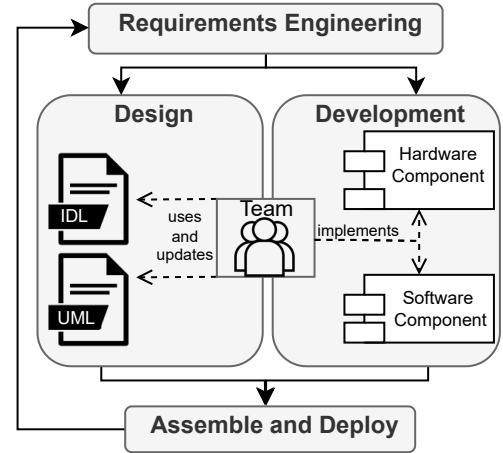 Requirements Engineering
Design
Development
IDL
UML
uses
and
updates
Team
implements
Hardware
Component
Software
Component
Assemble and Deploy